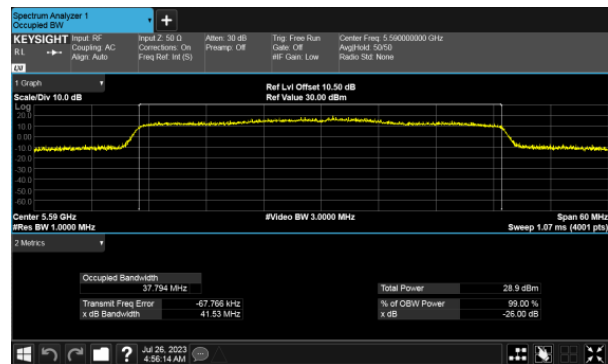 Spectrum Analyzer 1
Occupied BW
KEYSIGHT Input: RF Input Z: 50 Ω Atten: 30 dB Trig: Free Run Center Freq: 5.590000000 GHz
RL Coupling: AC Corrections: On Preamp: Off Gate: Off Avg|Hold: 50/50
Align: Auto Freq Ref: Int (S) #IF Gain: Low Radio Std: None
LXI
1 Graph Ref Lvl Offset 10.50 dB
Scale/Div 10.0 dB Ref Value 30.00 dBm
Log
20.0
10.0
0.00
-10.0
-20.0
-30.0
-40.0
-50.0
-60.0
Center 5.59 GHz #Video BW 3.0000 MHz Span 60 MHz
#Res BW 1.0000 MHz Sweep 1.07 ms (4001 pts)
2 Metrics
Occupied Bandwidth
37.794 MHz Total Power 28.9 dBm
Transmit Freq Error -67.766 kHz % of OBW Power 99.00 %
x dB Bandwidth 41.53 MHz x dB -26.00 dB
? Jul 26, 2023
4:56:14 AM